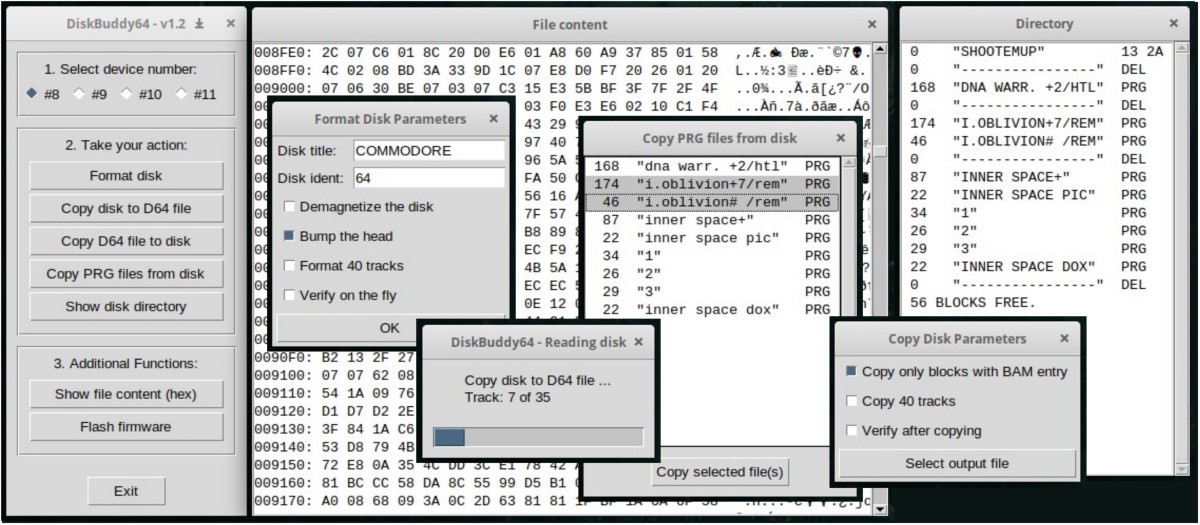 DiskBuddy64 - v1.2
1. Select device number:
#8 #9 #10 #11
2. Take your action:
Format disk
Copy disk to D64 file
Copy D64 file to disk
Copy PRG files from disk
Show disk directory
3. Additional Functions:
Show file content (hex)
Flash firmware
Exit
File content
008FE0: 2C 07 C6 01 8C 20 D0 E6 01 A8 60 A9 37 85 01 58
008FF0: 4C 02 08 BD 3A 33 9D 1C 07 E8 D0 F7 20 26 01 20
009000: 07 06 30 BE 07 03 07 C3 15 E3 5B BF 3F 7F 2F 4F
03 F0 E3 E6 02 10 C1 F4
43 29
97 40
96 5A
FA 50
56 16
7F 57
B8 89
EC F9
4B 5A
EC EC
0E 12
0090F0: B2 13 2F 27
009100: 07 07 62 08
009110: 54 1A 09 76
009120: D1 D7 D2 2E
009130: 3F 84 1A C6
009140: 53 D8 79 4B
009150: 72 E8 0A 35 4C DD 3C E1 78 42
009160: 81 BC CC 58 DA 8C 55 99 D5 B1
009170: A0 08 68 09 3A 0C 2D 63 81 81
Format Disk Parameters
Disk title: COMMODORE
Disk ident: 64
Demagnetize the disk
Bump the head
Format 40 tracks
Verify on the fly
OK
DiskBuddy64 - Reading disk
Copy disk to D64 file ...
Track: 7 of 35
Copy PRG files from disk
168 "dna warr. +2/htl" PRG
174 "i.oblivion+7/rem" PRG
46 "i.oblivion# /rem" PRG
87 "inner space+" PRG
22 "inner space pic" PRG
34 "1" PRG
26 "2" PRG
29 "3" PRG
22 "inner space dox" PRG
Copy selected file(s)
Directory
0 "SHOOTEMUP" 13 2A
0 "----------------" DEL
168 "DNA WARR. +2/HTL" PRG
0 "----------------" DEL
174 "I.OBLIVION+7/REM" PRG
46 "I.OBLIVION# /REM" PRG
0 "----------------" DEL
87 "INNER SPACE+" PRG
22 "INNER SPACE PIC" PRG
34 "1" PRG
26 "2" PRG
29 "3" PRG
22 "INNER SPACE DOX" PRG
0 "----------------" DEL
56 BLOCKS FREE.
Copy Disk Parameters
Copy only blocks with BAM entry
Copy 40 tracks
Verify after copying
Select output file